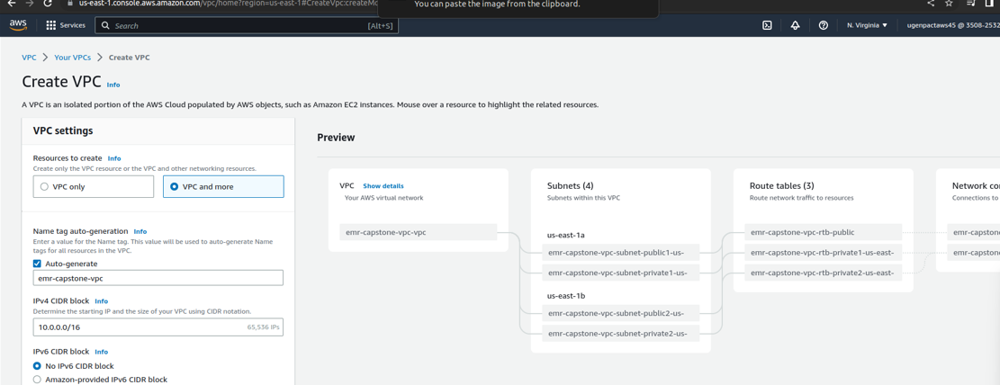 us-east-1.console.aws.amazon.com/vpc/home?region=us-east-1#CreateVpc:createMo
You can paste the image from the clipboard.
aws
Services
Search
[Alt+S]
N. Virginia
ugenpactaws45 @ 3508-2532
VPC > Your VPCs > Create VPC
Create VPC Info
A VPC is an isolated portion of the AWS Cloud populated by AWS objects, such as Amazon EC2 instances. Mouse over a resource to highlight the related resources.
VPC settings
Resources to create Info
Create only the VPC resource or the VPC and other networking resources.
VPC only
VPC and more
Name tag auto-generation Info
Enter a value for the Name tag. This value will be used to auto-generate Name
tags for all resources in the VPC.
Auto-generate
emr-capstone-vpc
IPv4 CIDR block Info
Determine the starting IP and the size of your VPC using CIDR notation.
10.0.0.0/16
65,536 IPs
IPv6 CIDR block Info
No IPv6 CIDR block
Amazon-provided IPv6 CIDR block
Preview
VPC Show details
Your AWS virtual network
emr-capstone-vpc-vpc
Subnets (4)
Subnets within this VPC
us-east-1a
emr-capstone-vpc-subnet-public1-us-
emr-capstone-vpc-subnet-private1-us-
us-east-1b
emr-capstone-vpc-subnet-public2-us-
emr-capstone-vpc-subnet-private2-us-
Route tables (3)
Route network traffic to resources
emr-capstone-vpc-rtb-public
emr-capstone-vpc-rtb-private1-us-east-
emr-capstone-vpc-rtb-private2-us-east-
Network con
Connections to
emr-capstone
emr-capstone